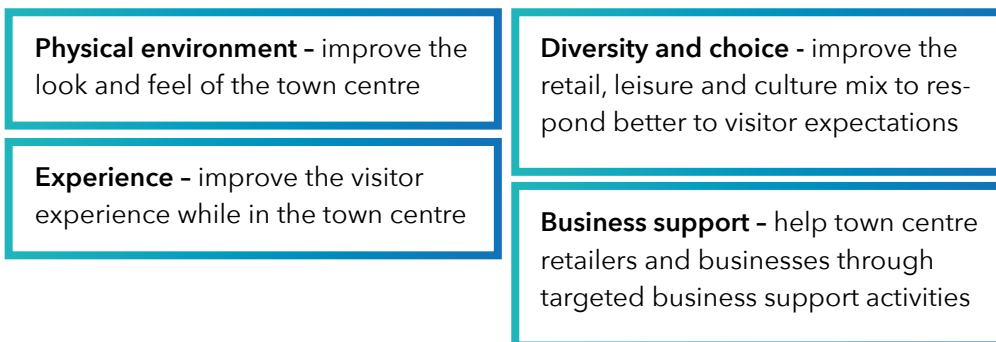 Physical environment – improve the
look and feel of the town centre
Experience – improve the visitor
experience while in the town centre
Diversity and choice - improve the
retail, leisure and culture mix to res-
pond better to visitor expectations
Business support – help town centre
retailers and businesses through
targeted business support activities